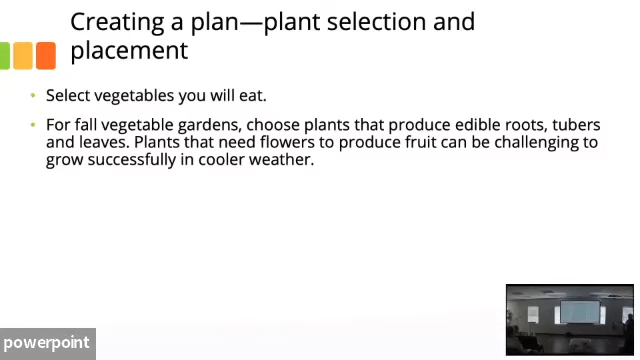 Creating a plan—plant selection and
placement
• Select vegetables you will eat.
• For fall vegetable gardens, choose plants that produce edible roots, tubers
and leaves. Plants that need flowers to produce fruit can be challenging to
grow successfully in cooler weather.
powerpoint